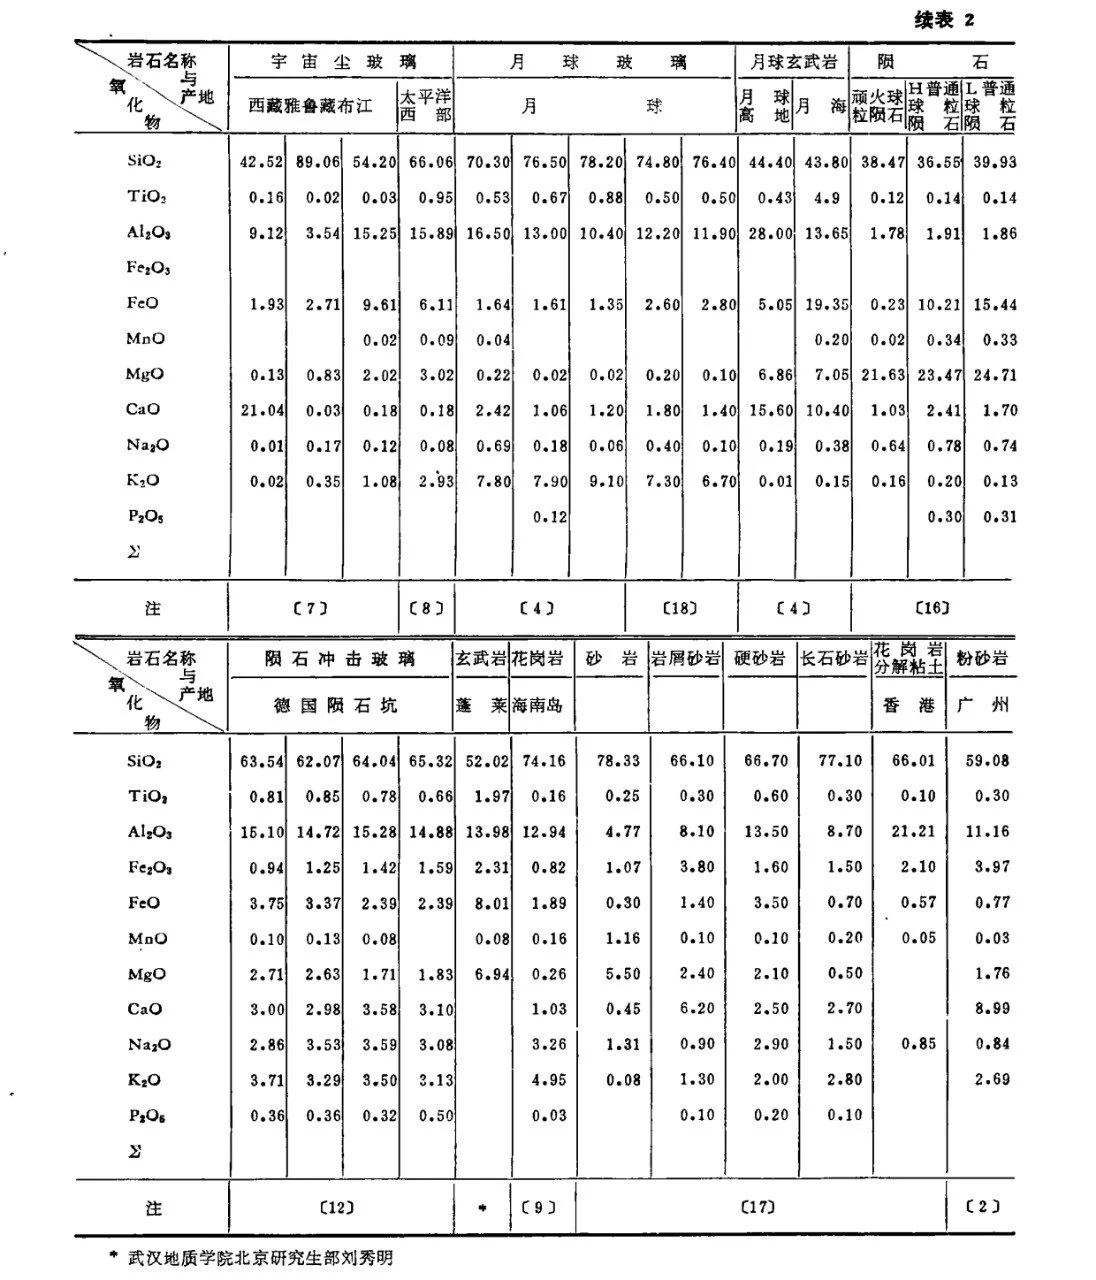 续表 2
岩石名称与产地 氧化物 宇宙尘玻璃 月球玻璃 月球玄武岩 陨石
西藏雅鲁藏布江 太平洋西部 月球 月球高地 月海 顽火球粒陨石 H普通球粒陨石 L普通球粒陨石
SiO₂ 42.52 89.06 54.20 66.06 70.30 76.50 78.20 74.80 76.40 44.40 43.80 38.47 36.55 39.93
TiO₂ 0.16 0.02 0.03 0.95 0.53 0.67 0.88 0.50 0.50 0.43 4.9 0.12 0.14 0.14
Al₂O₃ 9.12 3.54 15.25 15.89 16.50 13.00 10.40 12.20 11.90 28.00 13.65 1.78 1.91 1.86
Fe₂O₃
FeO 1.93 2.71 9.61 6.11 1.64 1.61 1.35 2.60 2.80 5.05 19.35 0.23 10.21 15.44
MnO 0.02 0.09 0.04 0.20 0.02 0.34 0.33
MgO 0.13 0.83 2.02 3.02 0.22 0.02 0.02 0.20 0.10 6.86 7.05 21.63 23.47 24.71
CaO 21.04 0.03 0.18 0.18 2.42 1.06 1.20 1.80 1.40 15.60 10.40 1.03 2.41 1.70
Na₂O 0.01 0.17 0.12 0.08 0.69 0.18 0.06 0.40 0.10 0.19 0.38 0.64 0.78 0.74
K₂O 0.02 0.35 1.08 2.93 7.80 7.90 9.10 7.30 6.70 0.01 0.15 0.16 0.20 0.13
P₂O₅ 0.12 0.30 0.31
Σ
注 〔7〕 〔8〕 〔4〕 〔18〕 〔4〕 〔16〕
岩石名称与产地 氧化物 陨石冲击玻璃 玄武岩 花岗岩 砂岩 岩屑砂岩 硬砂岩 长石砂岩 花岗岩分解粘土 粉砂岩
德国陨石坑 蓬莱 海南岛 香港 广州
SiO₂ 63.54 62.07 64.04 65.32 52.02 74.16 78.33 66.10 66.70 77.10 66.01 59.08
TiO₂ 0.81 0.85 0.78 0.66 1.97 0.16 0.25 0.30 0.60 0.30 0.10 0.30
Al₂O₃ 15.10 14.72 15.28 14.88 13.98 12.94 4.77 8.10 13.50 8.70 21.21 11.16
Fe₂O₃ 0.94 1.25 1.42 1.59 2.31 0.82 1.07 3.80 1.60 1.50 2.10 3.97
FeO 3.75 3.37 2.39 2.39 8.01 1.89 0.30 1.40 3.50 0.70 0.57 0.77
MnO 0.10 0.13 0.08 0.08 0.16 1.16 0.10 0.10 0.20 0.05 0.03
MgO 2.71 2.63 1.71 1.83 6.94 0.26 5.50 2.40 2.10 0.50 1.76
CaO 3.00 2.98 3.58 3.10 1.03 0.45 6.20 2.50 2.70 8.99
Na₂O 2.86 3.53 3.59 3.08 3.26 1.31 0.90 2.90 1.50 0.85 0.84
K₂O 3.71 3.29 3.50 3.13 4.95 0.08 1.30 2.00 2.80 2.69
P₂O₅ 0.36 0.36 0.32 0.50 0.03 0.10 0.20 0.10
Σ
注 〔12〕 * 〔9〕 〔17〕 〔2〕
* 武汉地质学院北京研究生部刘秀明